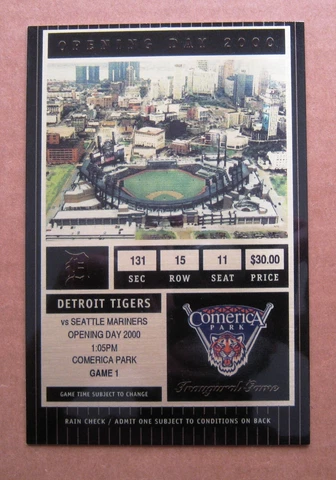 OPENING DAY 2000
131 15 11 $30.00
SEC ROW SEAT PRICE
DETROIT TIGERS
vs SEATTLE MARINERS
OPENING DAY 2000
1:05PM
COMERICA PARK
GAME 1
GAME TIME SUBJECT TO CHANGE
ComericA
PARK
Inaugural Game
RAIN CHECK / ADMIT ONE SUBJECT TO CONDITIONS ON BACK